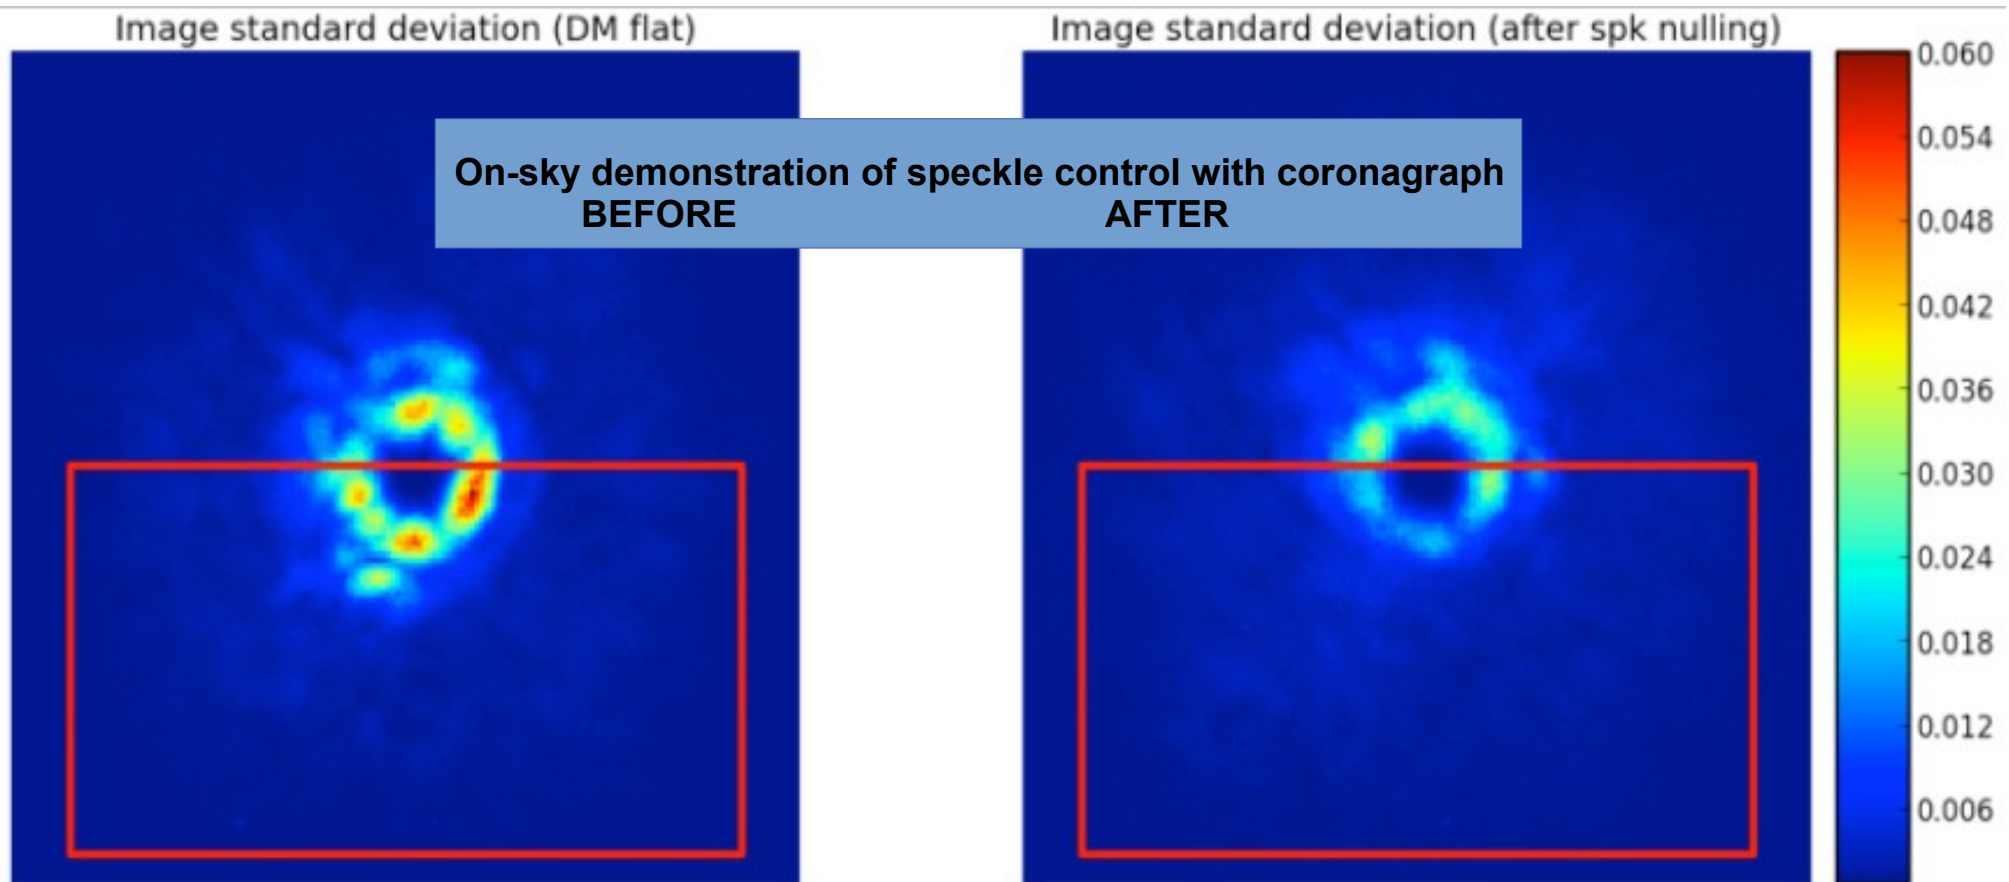 Image standard deviation (DM flat)
Image standard deviation (after spk nulling)
On-sky demonstration of speckle control with coronagraph
BEFORE AFTER
0.060
0.054
0.048
0.042
0.036
0.030
0.024
0.018
0.012
0.006